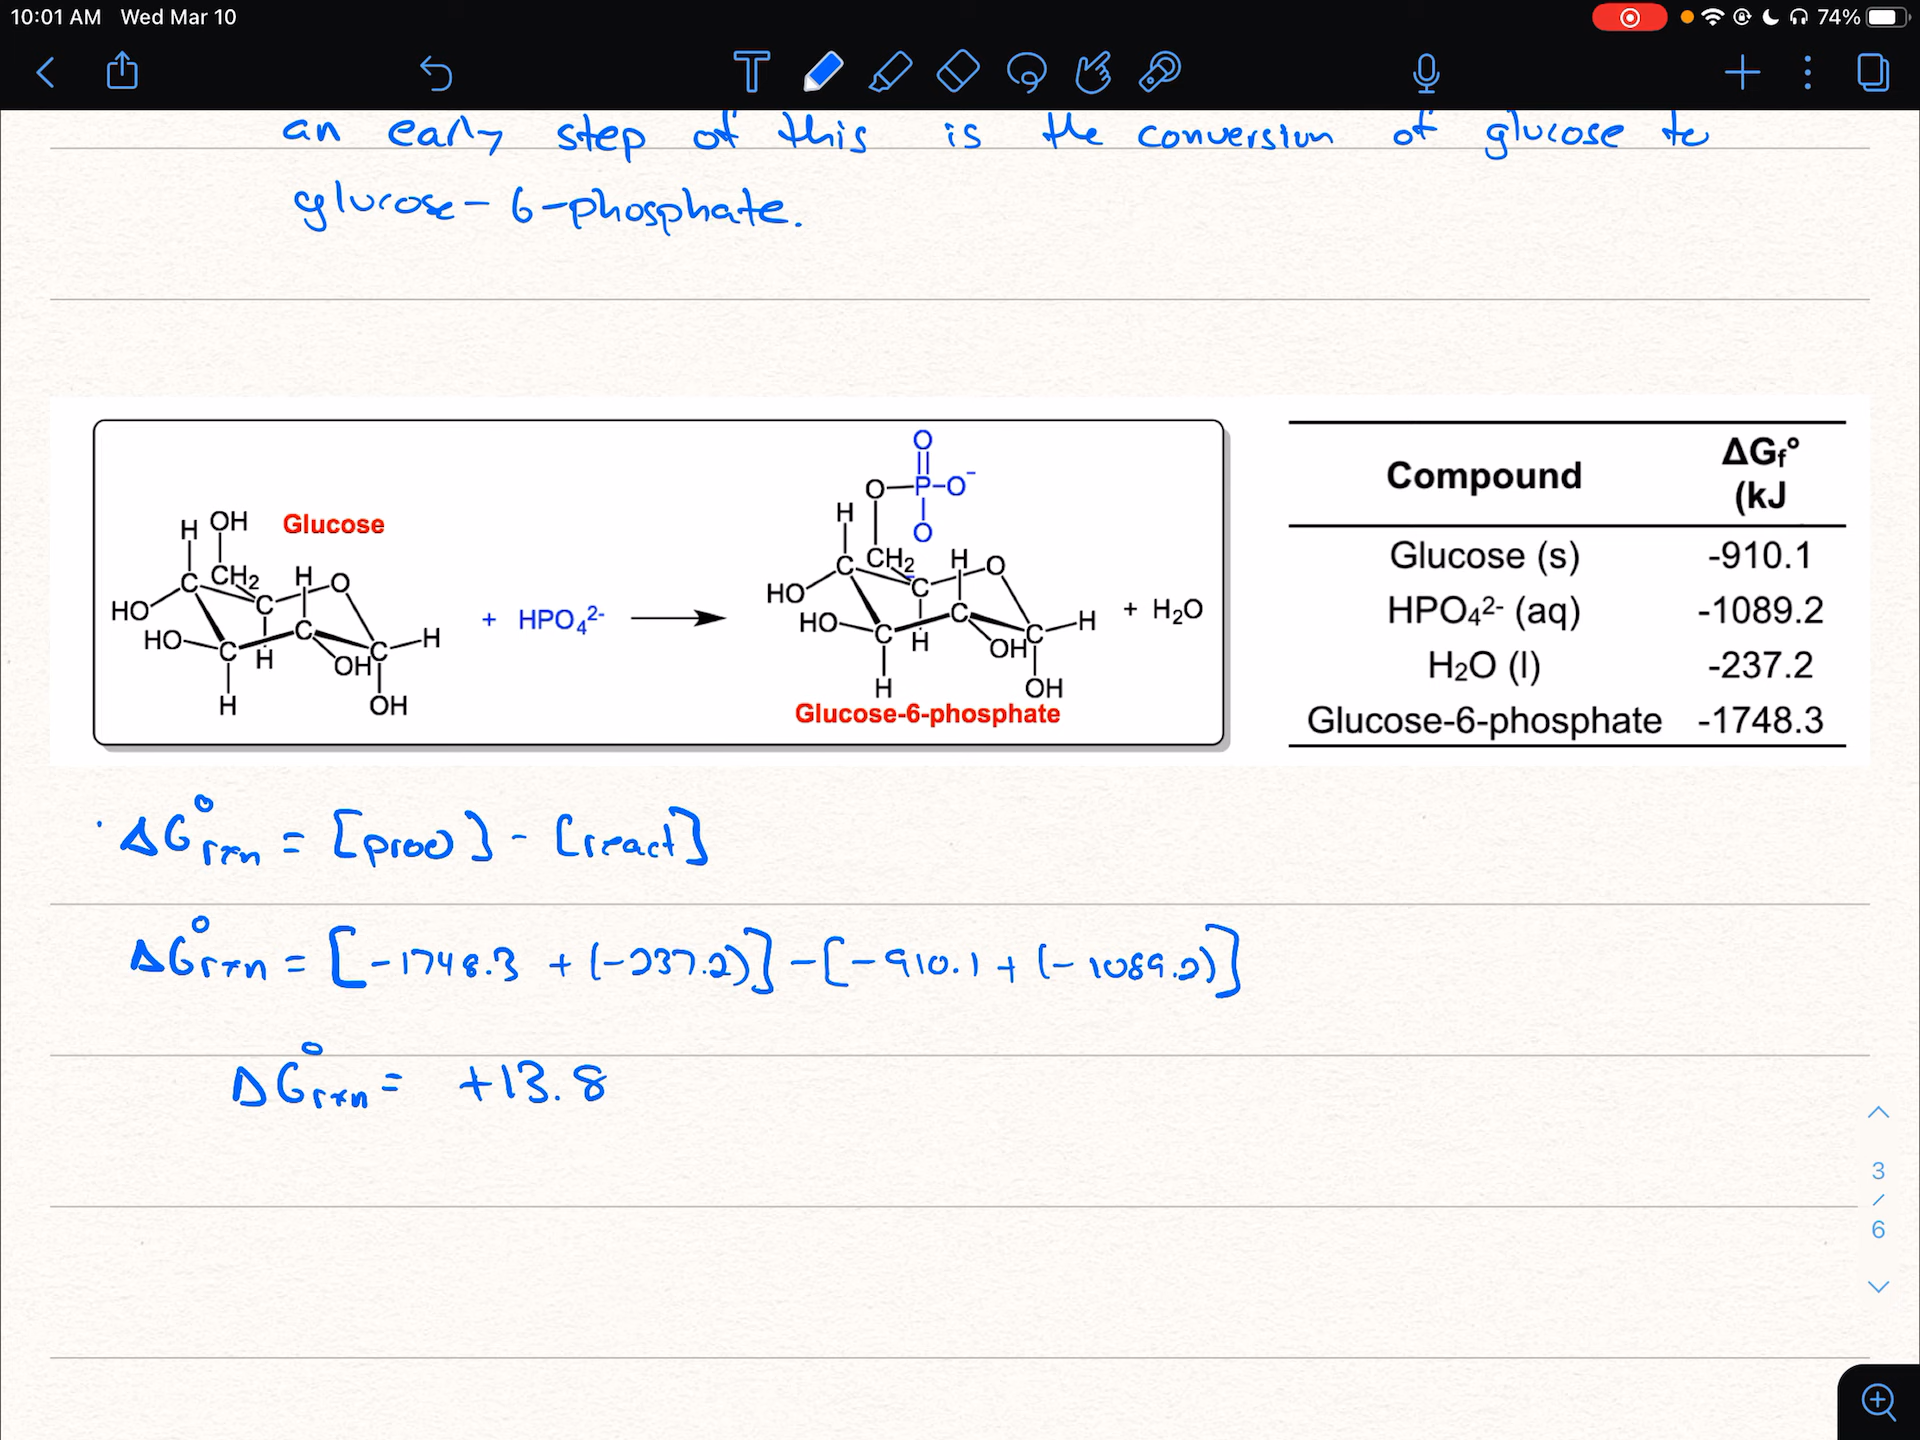 10:01 AM Wed Mar 10
74%
an early step of this is the conversion of glucose to
glucose-6-phosphate.
Glucose
H OH
CH₂ H O
HO C C
HO C C C H
H OH
H OH
+ HPO₄²⁻
O
O P O⁻
H O
CH₂ H O
HO C C
HO C C C H
H OH
H OH
Glucose-6-phosphate
+ H₂O
Compound ΔGf° (kJ
Glucose (s) -910.1
HPO₄²⁻ (aq) -1089.2
H₂O (l) -237.2
Glucose-6-phosphate -1748.3
ΔG°rxn = [prod] - [react]
ΔG°rxn = [-1748.3 + (-237.2)] - [-910.1 + (-1089.2)]
ΔG°rxn = +13.8
3
/
6